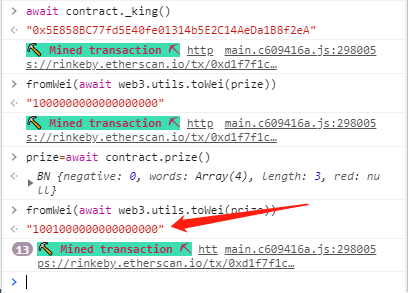 > await contract._king()
< "0x5E858BC77fd5E40fe01314b5E2C14AeDa1B8f2eA"
⛏ Mined transaction ⛏ http main.c609416a.js:298005
s://rinkeby.etherscan.io/tx/0xd1f7f1c…
> fromWei(await web3.utils.toWei(prize))
< "1000000000000000000"
⛏ Mined transaction ⛏ http main.c609416a.js:298005
s://rinkeby.etherscan.io/tx/0xd1f7f1c…
> prize=await contract.prize()
< ▶ BN {negative: 0, words: Array(4), length: 3, red: nu
ll}
> fromWei(await web3.utils.toWei(prize))
< "1001000000000000000"
13 ⛏ Mined transaction ⛏ htt main.c609416a.js:298005
ps://rinkeby.etherscan.io/tx/0xd1f7f1c…
>